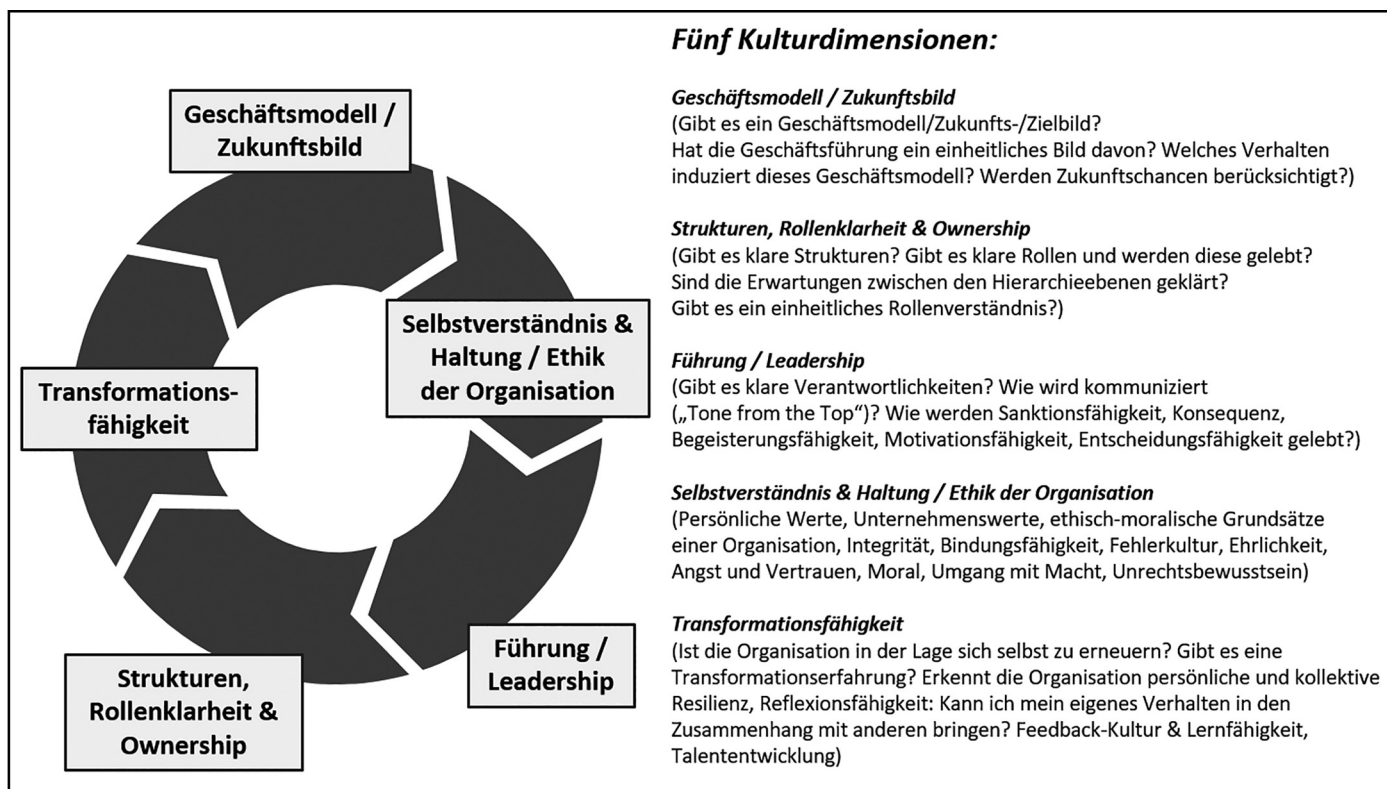 Geschäftsmodell /
Zukunftsbild
Selbstverständnis &
Haltung / Ethik
der Organisation
Führung /
Leadership
Strukturen,
Rollenklarheit &
Ownership
Transformations-
fähigkeit
Fünf Kulturdimensionen:
Geschäftsmodell / Zukunftsbild
(Gibt es ein Geschäftsmodell/Zukunfts-/Zielbild?
Hat die Geschäftsführung ein einheitliches Bild davon? Welches Verhalten
induziert dieses Geschäftsmodell? Werden Zukunftschancen berücksichtigt?)
Strukturen, Rollenklarheit & Ownership
(Gibt es klare Strukturen? Gibt es klare Rollen und werden diese gelebt?
Sind die Erwartungen zwischen den Hierarchieebenen geklärt?
Gibt es ein einheitliches Rollenverständnis?)
Führung / Leadership
(Gibt es klare Verantwortlichkeiten? Wie wird kommuniziert
(„Tone from the Top“)? Wie werden Sanktionsfähigkeit, Konsequenz,
Begeisterungsfähigkeit, Motivationsfähigkeit, Entscheidungsfähigkeit gelebt?)
Selbstverständnis & Haltung / Ethik der Organisation
(Persönliche Werte, Unternehmenswerte, ethisch-moralische Grundsätze
einer Organisation, Integrität, Bindungsfähigkeit, Fehlerkultur, Ehrlichkeit,
Angst und Vertrauen, Moral, Umgang mit Macht, Unrechtsbewusstsein)
Transformationsfähigkeit
(Ist die Organisation in der Lage sich selbst zu erneuern? Gibt es eine
Transformationserfahrung? Erkennt die Organisation persönliche und kollektive
Resilienz, Reflexionsfähigkeit: Kann ich mein eigenes Verhalten in den
Zusammenhang mit anderen bringen? Feedback-Kultur & Lernfähigkeit,
Talententwicklung)